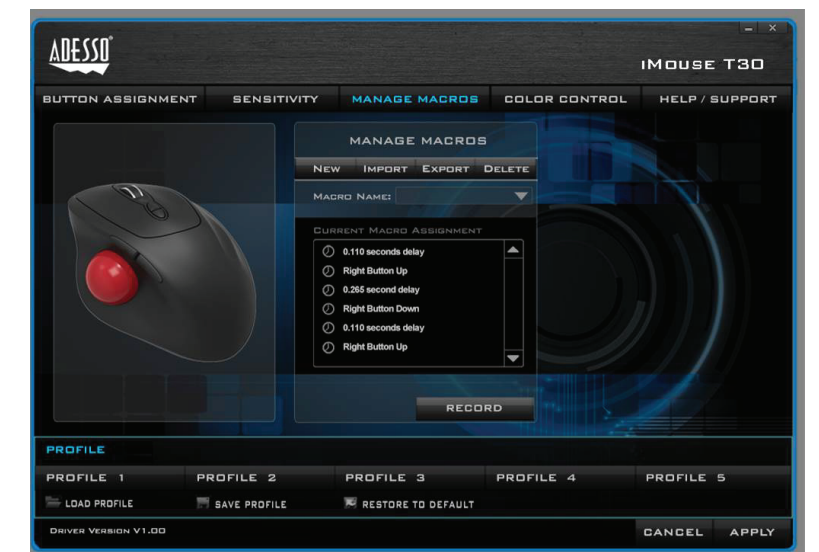 ADESSO®
iMouse T30
BUTTON ASSIGNMENT SENSITIVITY MANAGE MACROS COLOR CONTROL HELP / SUPPORT
MANAGE MACROS
NEW IMPORT EXPORT DELETE
MACRO NAME:
CURRENT MACRO ASSIGNMENT
0.110 seconds delay
Right Button Up
0.265 second delay
Right Button Down
0.110 seconds delay
Right Button Up
RECORD
PROFILE
PROFILE 1 PROFILE 2 PROFILE 3 PROFILE 4 PROFILE 5
LOAD PROFILE SAVE PROFILE RESTORE TO DEFAULT
DRIVER VERSION V1.00
CANCEL APPLY